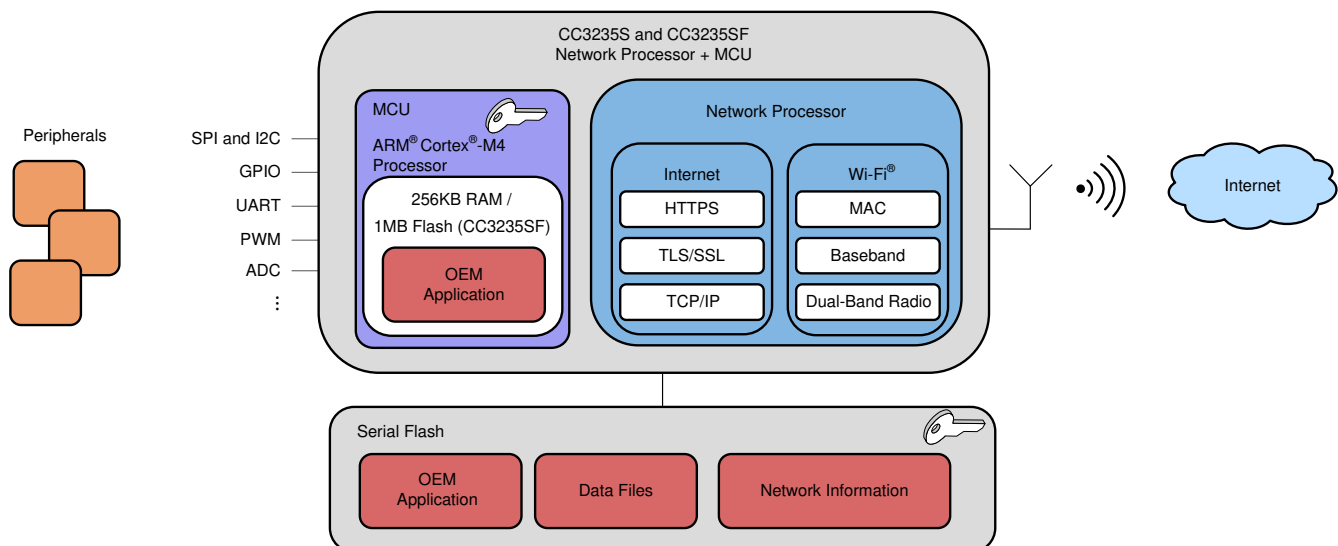 CC3235S and CC3235SF
Network Processor + MCU
Peripherals
SPI and I2C
GPIO
UART
PWM
ADC
⋮
MCU
ARM® Cortex®-M4
Processor
256KB RAM /
1MB Flash (CC3235SF)
OEM
Application
Network Processor
Internet
HTTPS
TLS/SSL
TCP/IP
Wi-Fi®
MAC
Baseband
Dual-Band Radio
Internet
Serial Flash
OEM
Application
Data Files
Network Information